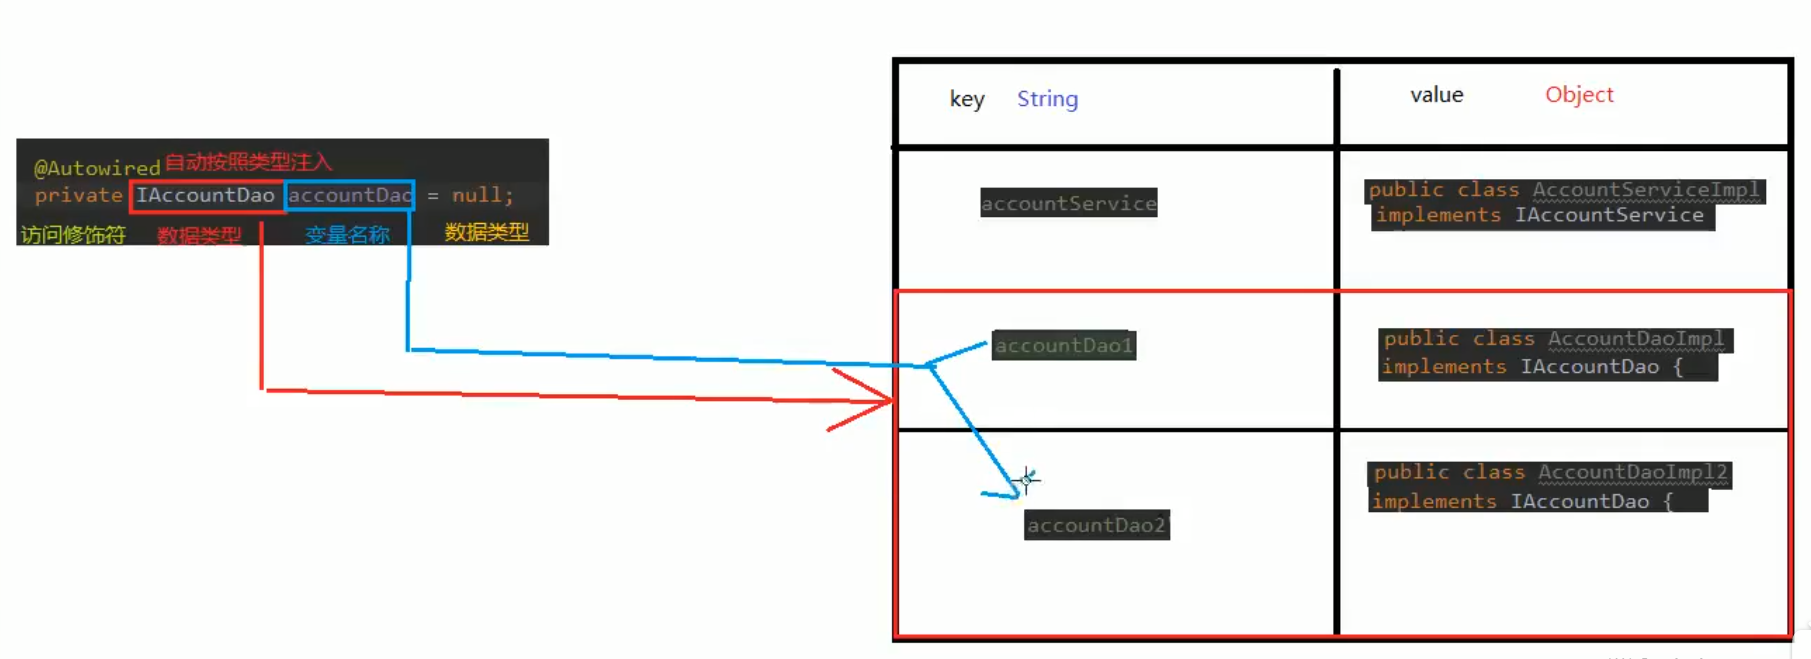 @Autowired 自动按照类型注入
private IAccountDao accountDao = null;
访问修饰符 数据类型 变量名称 数据类型
key String value Object
accountService
public class AccountServiceImpl
implements IAccountService
accountDao1
public class AccountDaoImpl
implements IAccountDao {
accountDao2
public class AccountDaoImpl2
implements IAccountDao {